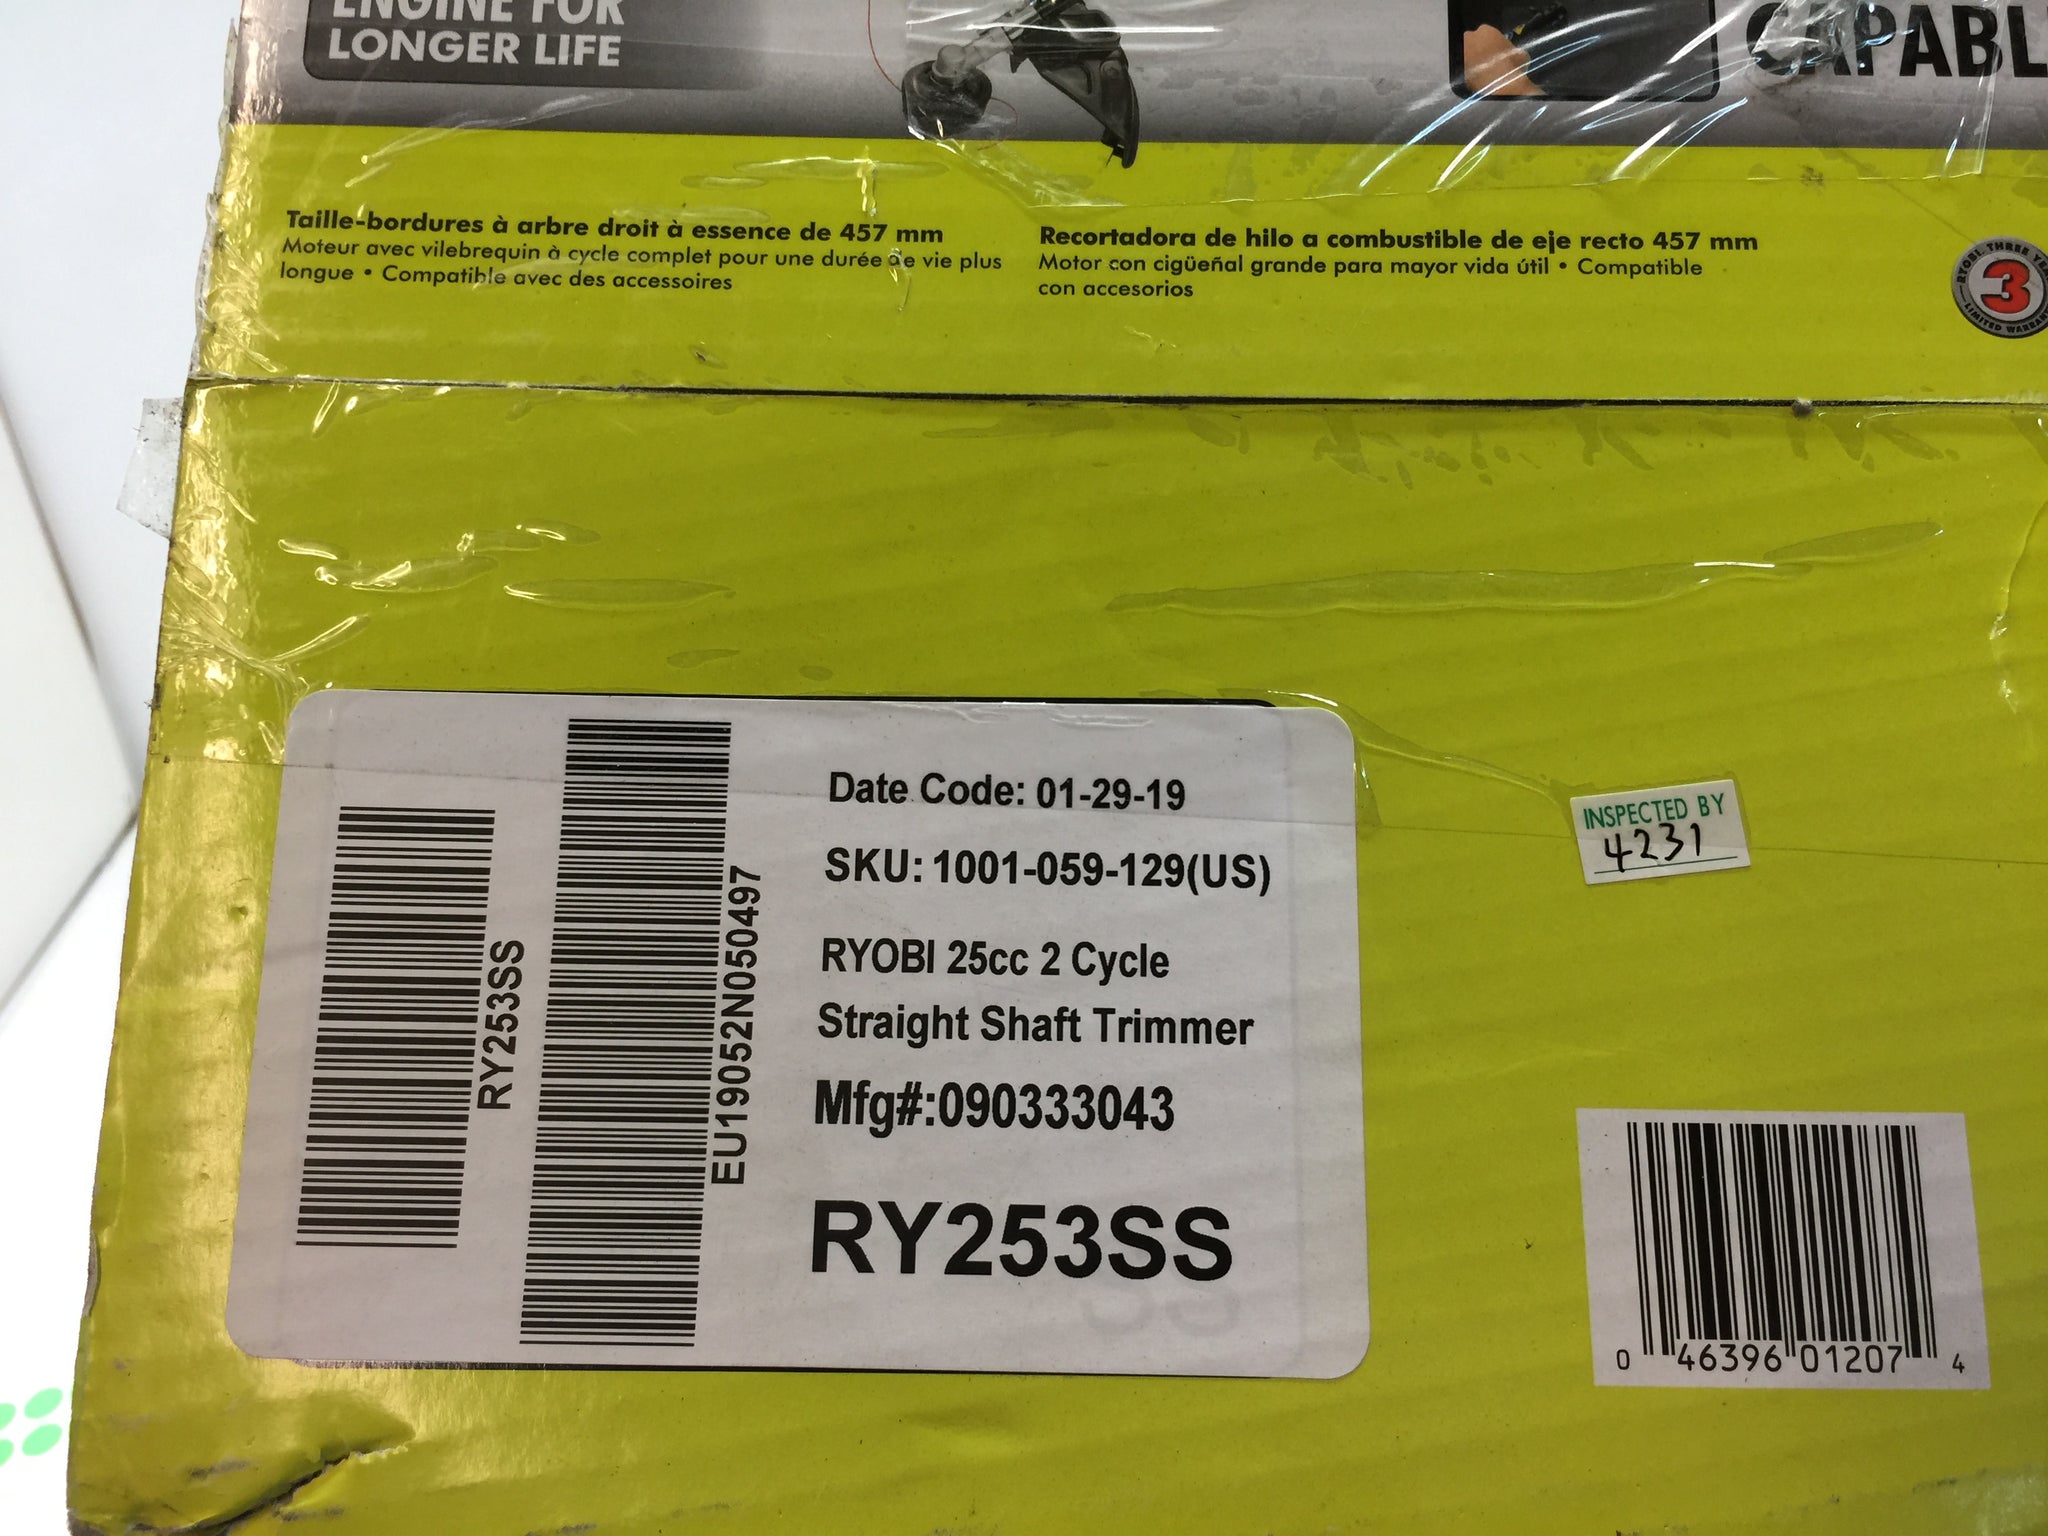 ENGINE FOR
LONGER LIFE
Taille-bordures à arbre droit à essence de 457 mm
Moteur avec vilebrequin à cycle complet pour une durée de vie plus
longue • Compatible avec des accessoires
Recortadora de hilo a combustible de eje recto 457 mm
Motor con cigüeñal grande para mayor vida útil • Compatible
con accesorios
RYOBI THREE
3
LIMITED
RY253SS
EU19052N050497
Date Code: 01-29-19
SKU: 1001-059-129(US)
RYOBI 25cc 2 Cycle
Straight Shaft Trimmer
Mfg#:090333043
RY253SS
INSPECTED BY
4231
0 46396 01207 4